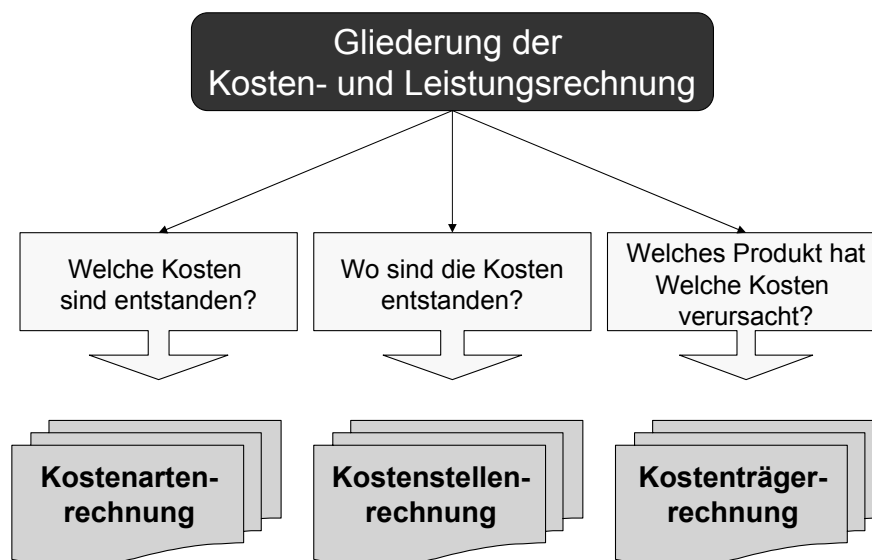 Gliederung der
Kosten- und Leistungsrechnung
Welche Kosten
sind entstanden?
Wo sind die Kosten
entstanden?
Welches Produkt hat
Welche Kosten
verursacht?
Kostenarten-
rechnung
Kostenstellen-
rechnung
Kostenträger-
rechnung